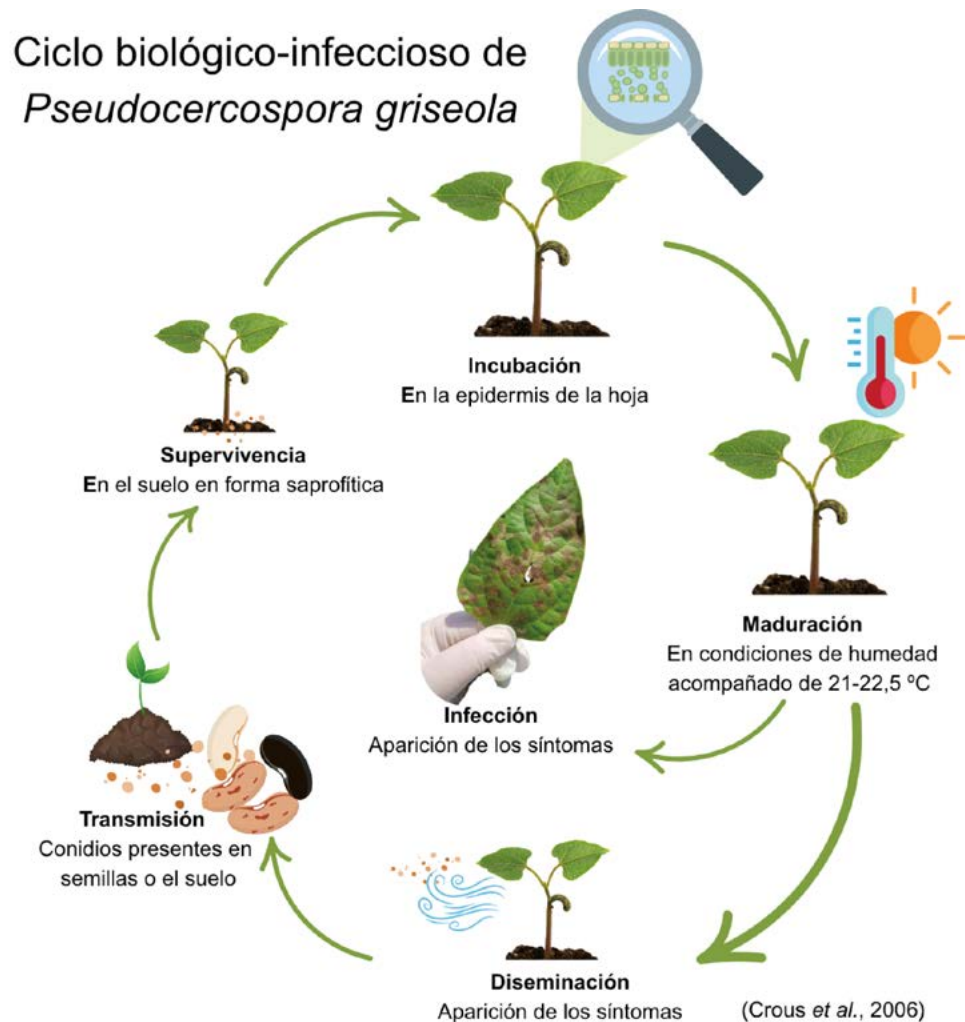 Ciclo biológico-infeccioso de
Pseudocercospora griseola
Incubación
En la epidermis de la hoja
Supervivencia
En el suelo en forma saprofítica
Maduración
En condiciones de humedad
acompañado de 21-22,5 ºC
Infección
Aparición de los síntomas
Transmisión
Conidios presentes en
semillas o el suelo
Diseminación
Aparición de los síntomas
(Crous et al., 2006)